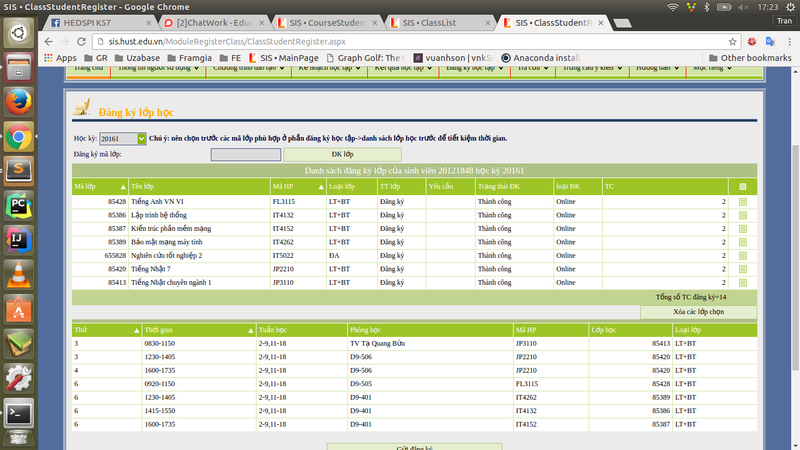 SIS • ClassStudentRegister - Google Chrome 17:23
HEDSPI K57 [2]ChatWork - Educ SIS • CourseStudent SIS • ClassList SIS • ClassStudentR Tran
sis.hust.edu.vn/ModuleRegisterClass/ClassStudentRegister.aspx
Apps GR Uzabase Framgia FE SIS • MainPage Graph Golf: The O vuanhson | vnk5 Anaconda install Other bookmarks
Trang chủ Thông tin người sử dụng Chương trình đào tạo Kế hoạch học tập Kết quả học tập Đăng ký học tập Tra cứu Trưng cầu ý kiến Hướng dẫn Mục riêng
Đăng ký lớp học
Học kỳ: 20161 Chú ý: nên chọn trước các mã lớp phù hợp ở phần đăng ký học tập->danh sách lớp học trước để tiết kiệm thời gian.
Đăng ký mã lớp: ĐK lớp
Danh sách đăng ký lớp của sinh viên 20121848 học kỳ 20161
Mã lớp Tên lớp Mã HP Loại lớp TT lớp Yêu cầu Trạng thái ĐK loại ĐK TC
85428 Tiếng Anh VN VI FL3115 LT+BT Đăng ký Thành công Online 2
85386 Lập trình hệ thống IT4132 LT+BT Đăng ký Thành công Online 2
85387 Kiến trúc phần mềm mạng IT4152 LT+BT Đăng ký Thành công Online 2
85389 Bảo mật mạng máy tính IT4262 LT+BT Đăng ký Thành công Online 2
655828 Nghiên cứu tốt nghiệp 2 IT5022 ĐA Đăng ký Thành công Online 2
85420 Tiếng Nhật 7 JP2210 LT+BT Đăng ký Thành công Online 2
85413 Tiếng Nhật chuyên ngành 1 JP3110 LT+BT Đăng ký Thành công Online 2
Tổng số TC đăng ký=14
Xóa các lớp chọn
Thứ Thời gian Tuần học Phòng học Mã HP Lớp học Loại lớp
3 0830-1150 2-9,11-18 TV Tạ Quang Bửu JP3110 85413 LT+BT
3 1230-1405 2-9,11-18 D9-506 JP2210 85420 LT+BT
4 1600-1735 2-9,11-18 D9-506 JP2210 85420 LT+BT
6 0920-1150 2-9,11-18 D9-505 FL3115 85428 LT+BT
6 1230-1405 2-9,11-18 D9-401 IT4262 85389 LT+BT
6 1415-1550 2-9,11-18 D9-401 IT4132 85386 LT+BT
6 1600-1735 2-9,11-18 D9-401 IT4152 85387 LT+BT
Gửi đăng ký